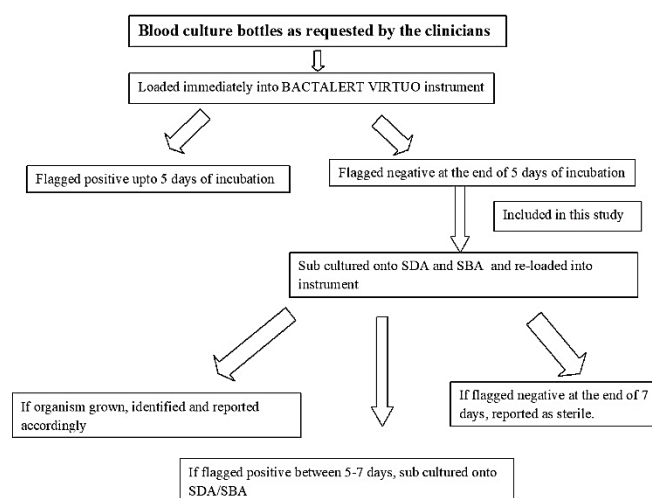 Blood culture bottles as requested by the clinicians
Loaded immediately into BACTALERT VIRTUO instrument
Flagged positive upto 5 days of incubation
Flagged negative at the end of 5 days of incubation
Included in this study
Sub cultured onto SDA and SBA and re-loaded into
instrument
If organism grown, identified and reported
accordingly
If flagged negative at the end of 7
days, reported as sterile.
If flagged positive between 5-7 days, sub cultured onto
SDA/SBA